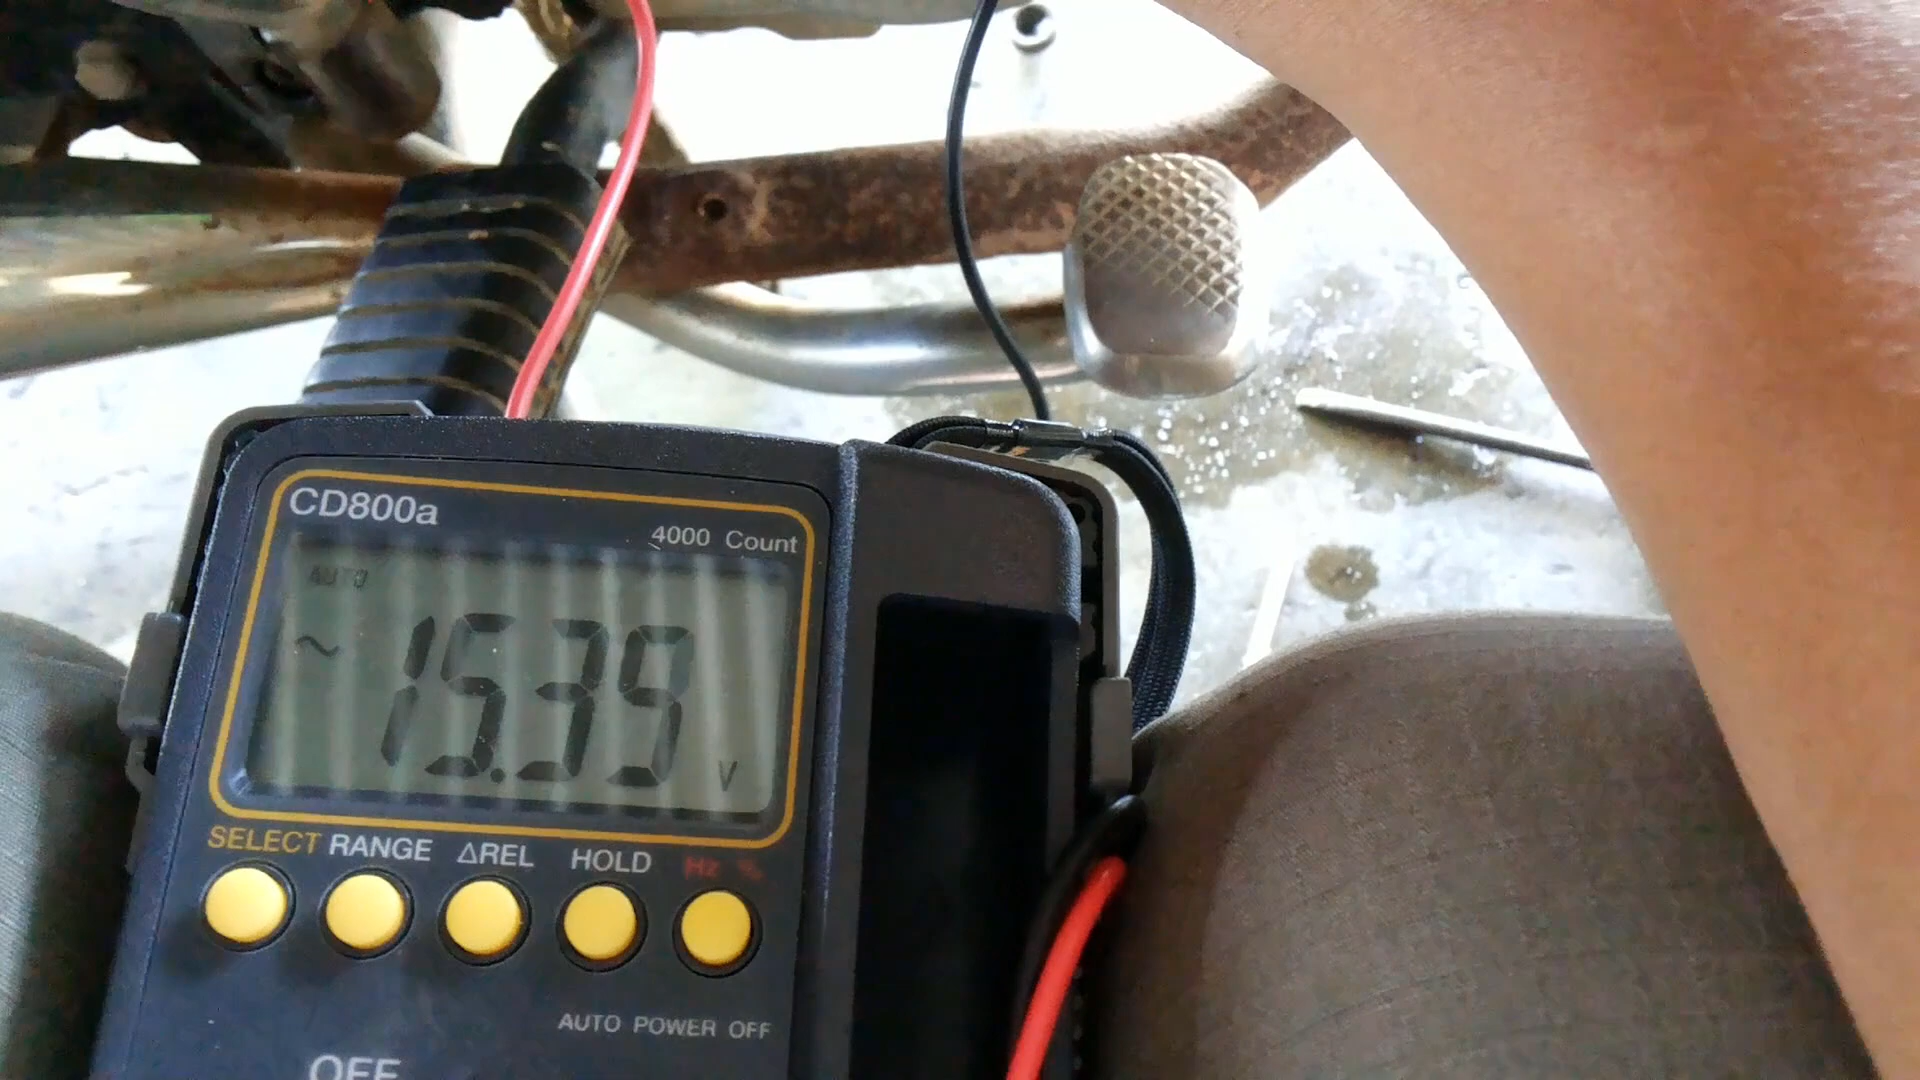 CD800a
4000 Count
AUTO
~ 15.39 V
SELECT RANGE ΔREL HOLD Hz %
AUTO POWER OFF
OFF